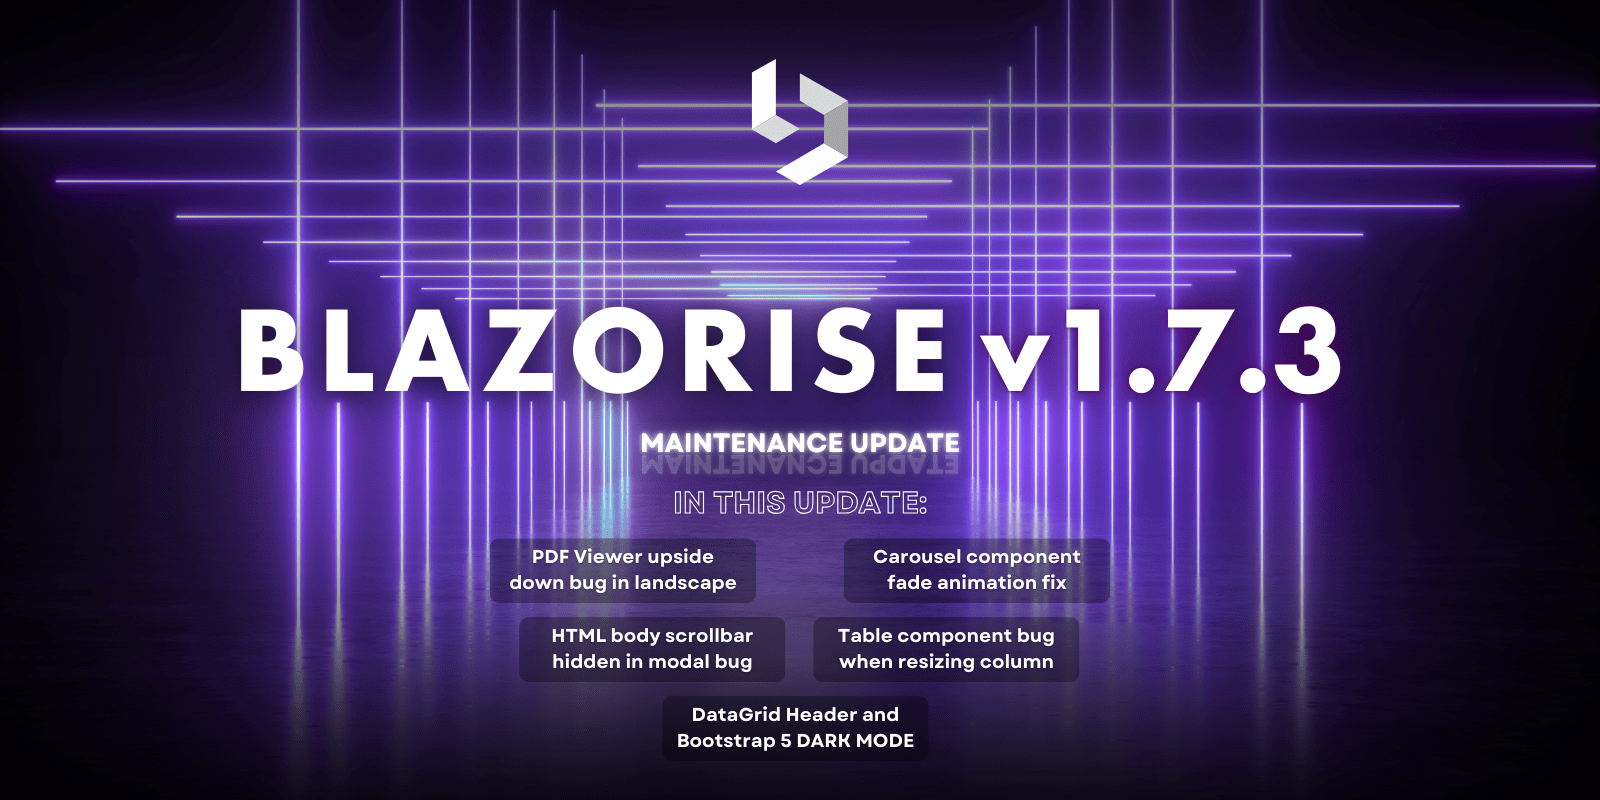 BLAZORISE v1.7.3
MAINTENANCE UPDATE
IN THIS UPDATE:
PDF Viewer upside
down bug in landscape
Carousel component
fade animation fix
HTML body scrollbar
hidden in modal bug
Table component bug
when resizing column
DataGrid Header and
Bootstrap 5 DARK MODE